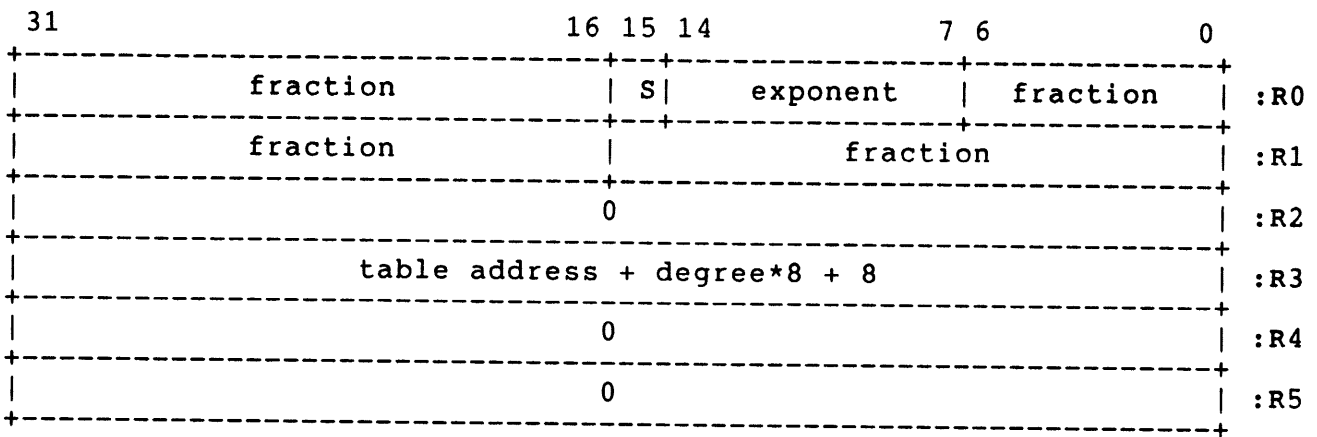 31 16 15 14 7 6 0
+-------------------------------+--+---------------+-------------+
| fraction | S| exponent | fraction | :R0
+-------------------------------+--+---------------+-------------+
| fraction | fraction | :R1
+-------------------------------+--------------------------------+
| 0 | :R2
+----------------------------------------------------------------+
| table address + degree*8 + 8 | :R3
+----------------------------------------------------------------+
| 0 | :R4
+----------------------------------------------------------------+
| 0 | :R5
+----------------------------------------------------------------+